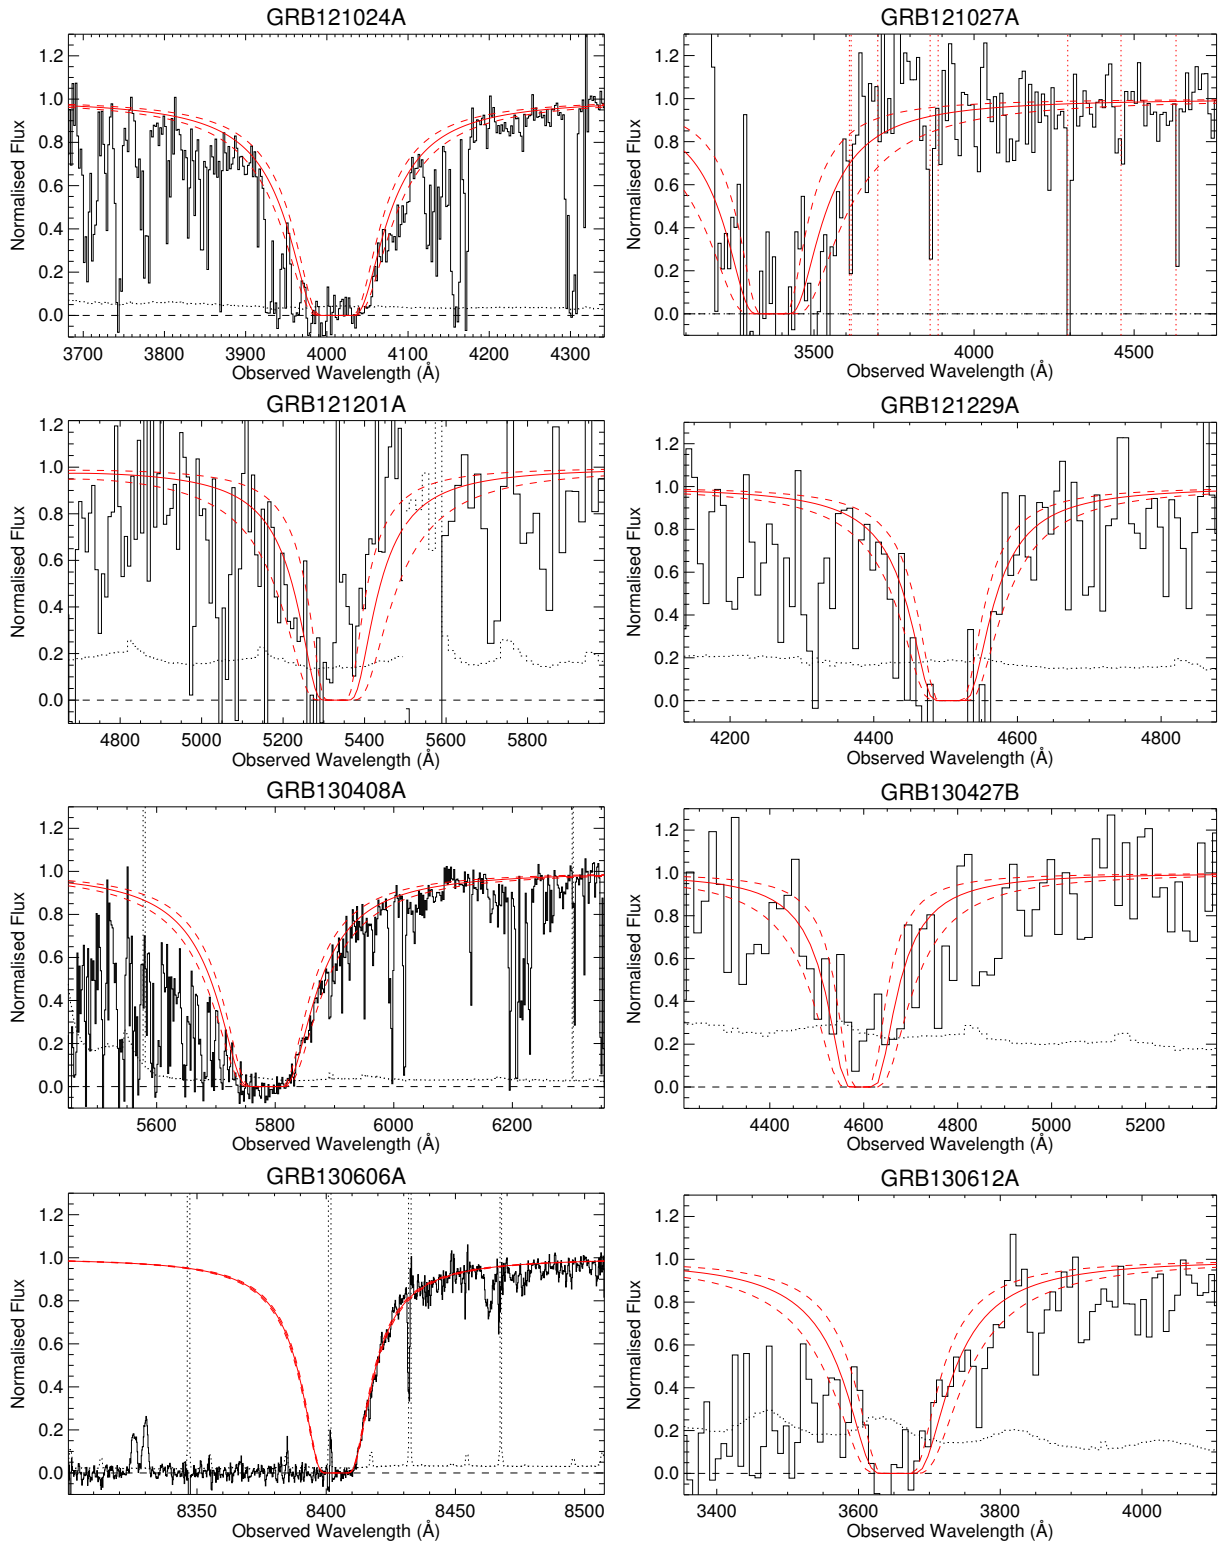 GRB121024A
GRB121027A
1.2
1.0
0.8
0.6
0.4
0.2
0.0
Normalised Flux
3700 3800 3900 4000 4100 4200 4300
Observed Wavelength (Å)
1.2
1.0
0.8
0.6
0.4
0.2
0.0
Normalised Flux
3500 4000 4500
Observed Wavelength (Å)
GRB121201A
GRB121229A
1.2
1.0
0.8
0.6
0.4
0.2
0.0
Normalised Flux
4800 5000 5200 5400 5600 5800
Observed Wavelength (Å)
1.2
1.0
0.8
0.6
0.4
0.2
0.0
Normalised Flux
4200 4400 4600 4800
Observed Wavelength (Å)
GRB130408A
GRB130427B
1.2
1.0
0.8
0.6
0.4
0.2
0.0
Normalised Flux
5600 5800 6000 6200
Observed Wavelength (Å)
1.2
1.0
0.8
0.6
0.4
0.2
0.0
Normalised Flux
4400 4600 4800 5000 5200
Observed Wavelength (Å)
GRB130606A
GRB130612A
1.2
1.0
0.8
0.6
0.4
0.2
0.0
Normalised Flux
8350 8400 8450 8500
Observed Wavelength (Å)
1.2
1.0
0.8
0.6
0.4
0.2
0.0
Normalised Flux
3400 3600 3800 4000
Observed Wavelength (Å)